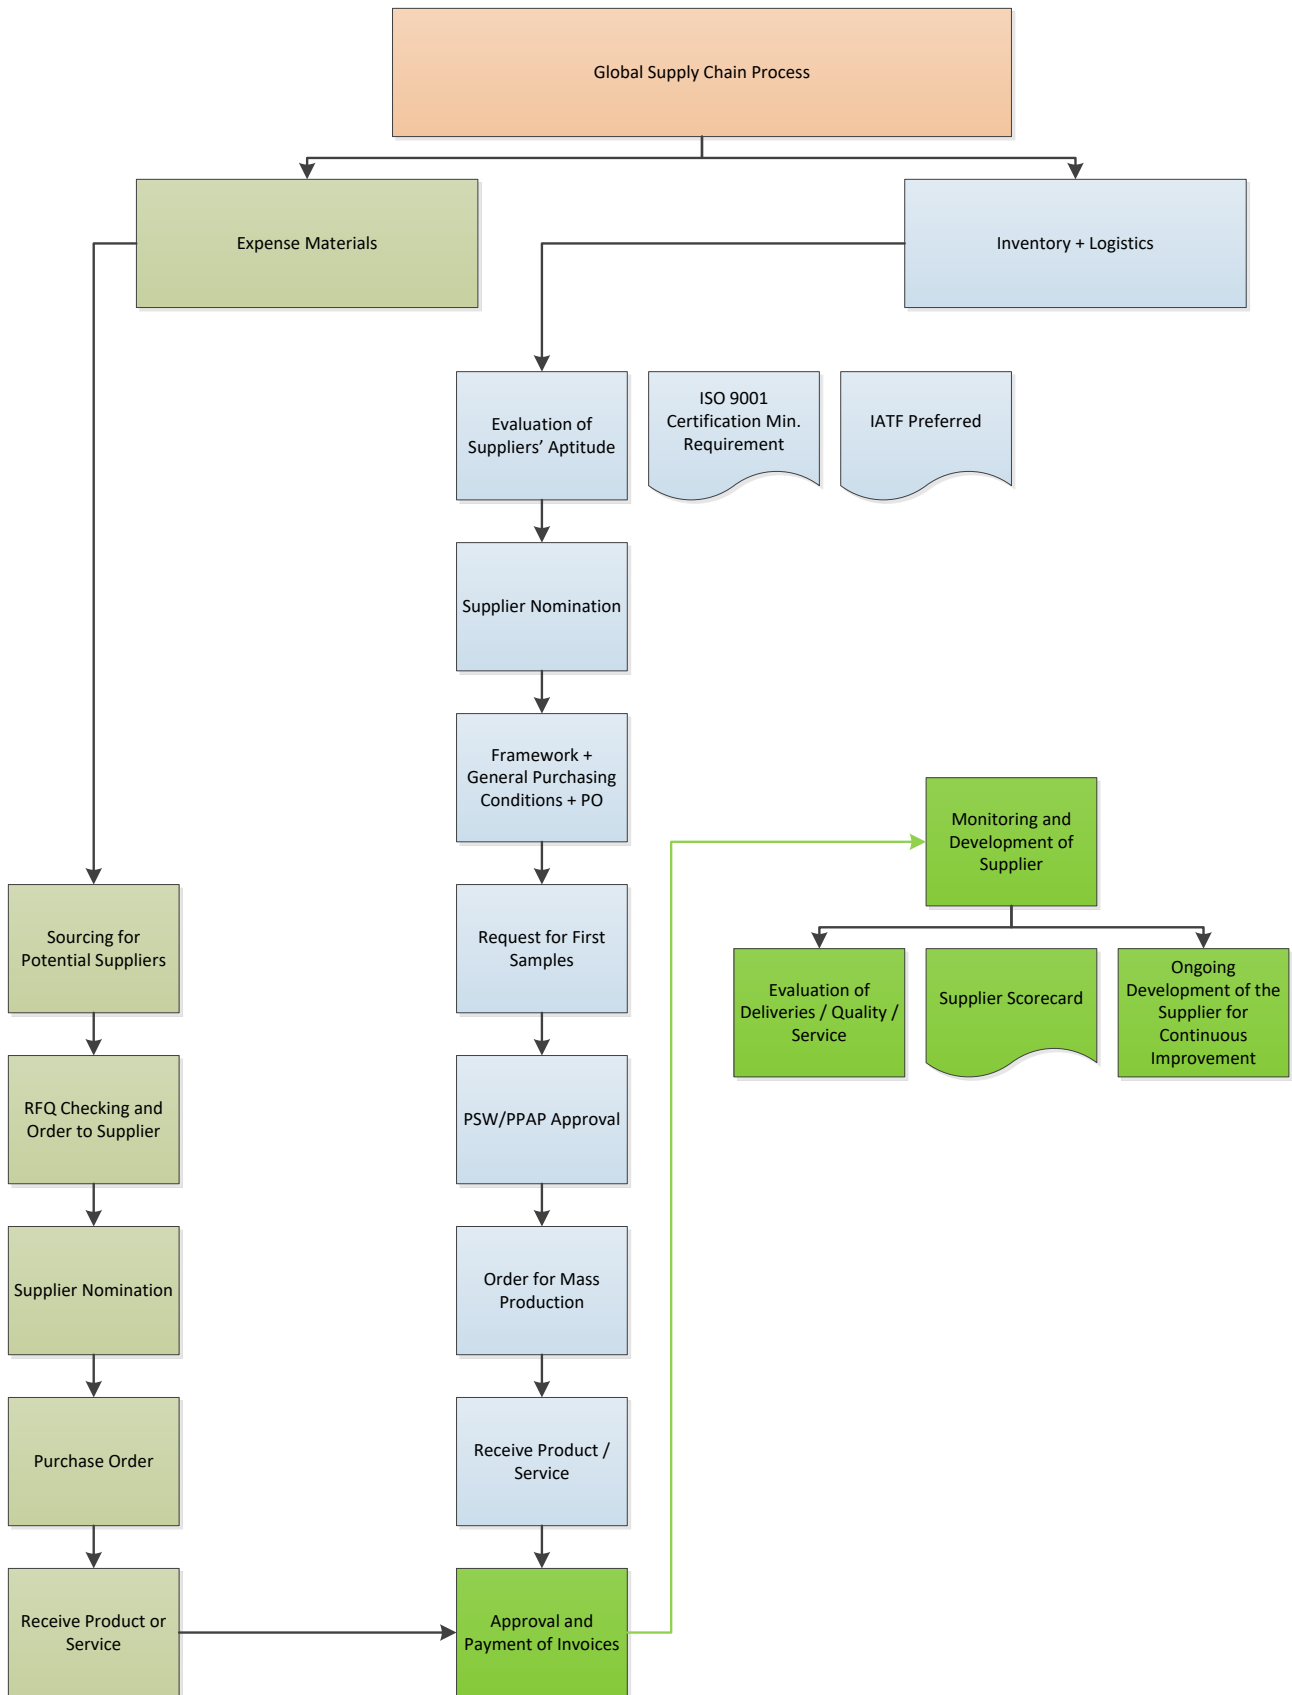 Global Supply Chain Process
Expense Materials
Inventory + Logistics
Evaluation of
Suppliers’ Aptitude
ISO 9001
Certification Min.
Requirement
IATF Preferred
Supplier Nomination
Framework +
General Purchasing
Conditions + PO
Monitoring and
Development of
Supplier
Sourcing for
Potential Suppliers
Request for First
Samples
Evaluation of
Deliveries / Quality /
Service
Supplier Scorecard
Ongoing
Development of the
Supplier for
Continuous
Improvement
RFQ Checking and
Order to Supplier
PSW/PPAP Approval
Supplier Nomination
Order for Mass
Production
Purchase Order
Receive Product /
Service
Receive Product or
Service
Approval and
Payment of Invoices